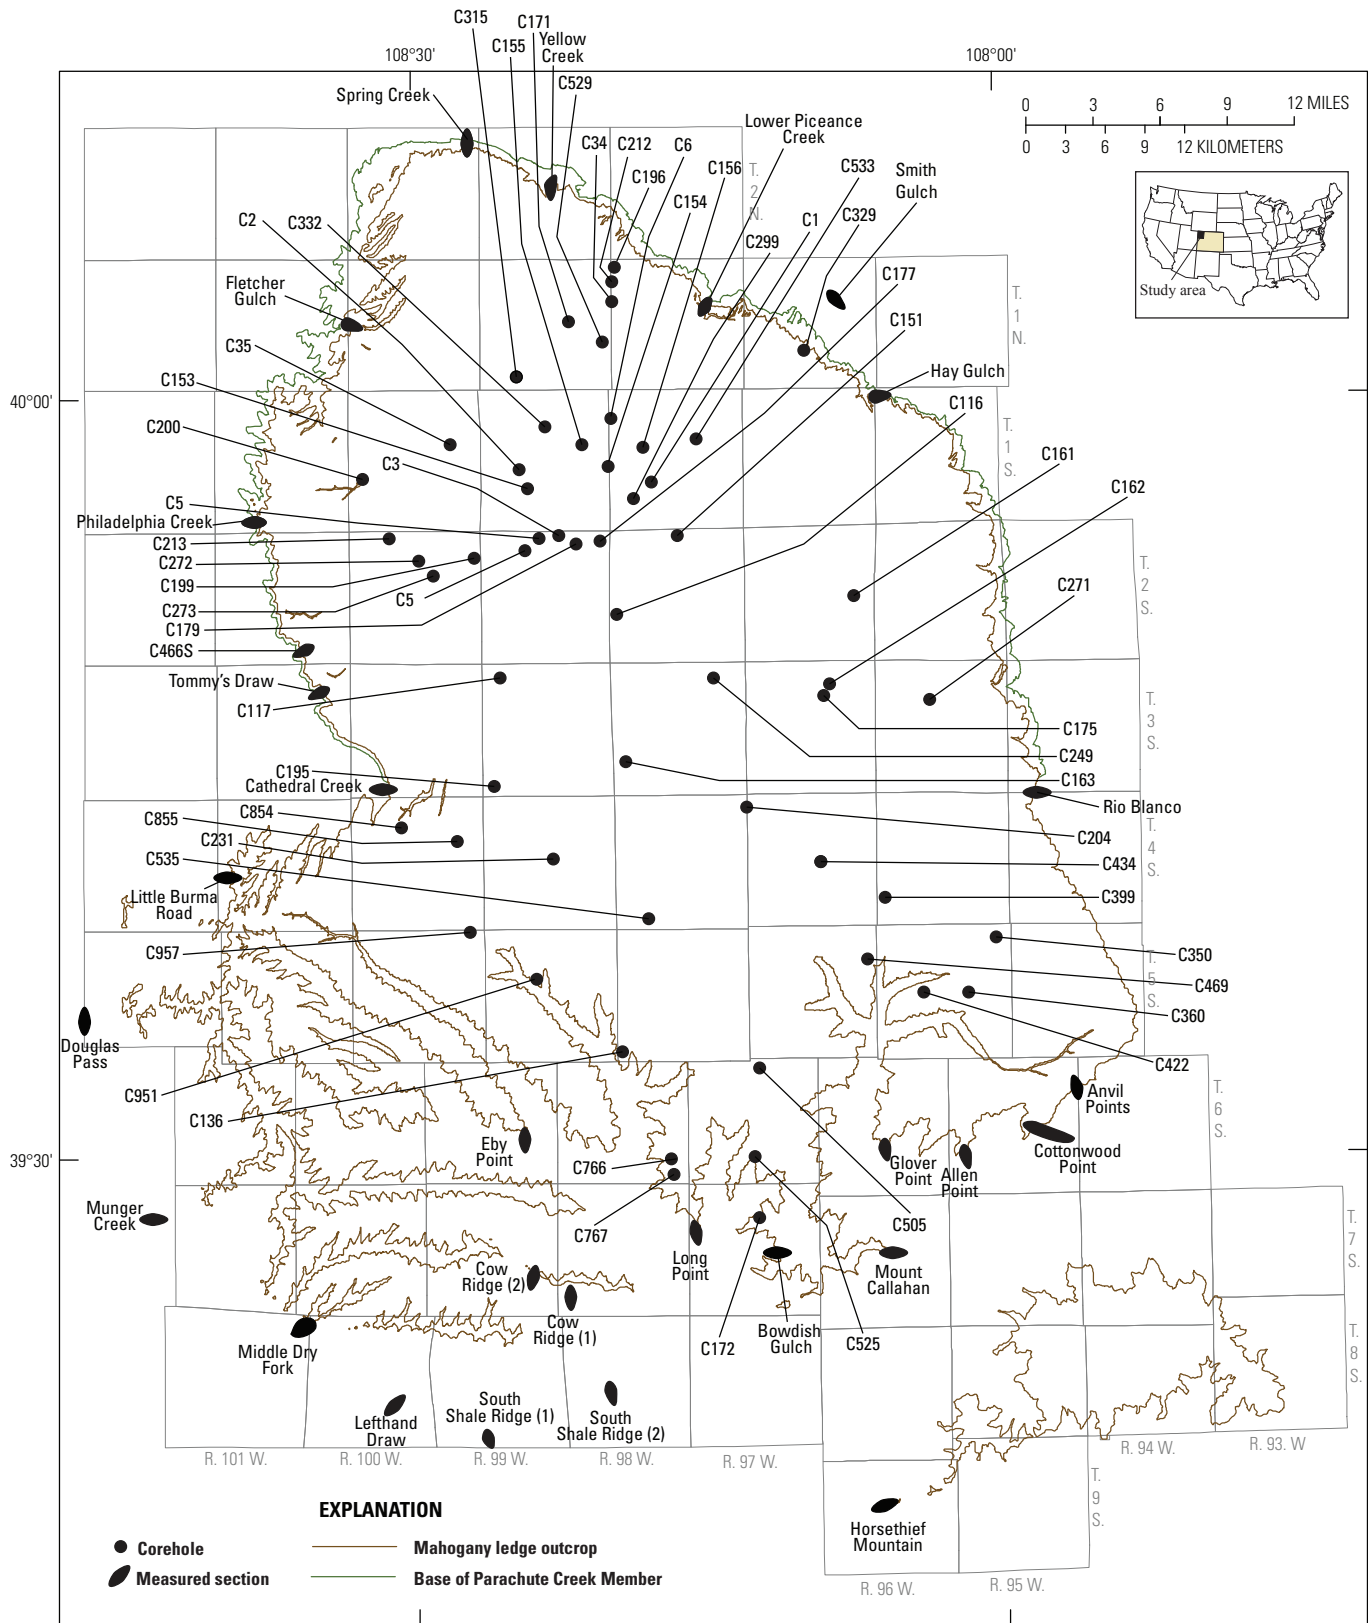 C315
C171
C155
Yellow
Creek
108°30'
108°00'
C529
Spring Creek
0 3 6 9 12 MILES
0 3 6 9 12 KILOMETERS
Lower Piceance
Creek
C34
C212
C6
C196
C156
C533
Smith
Gulch
T.
2
N.
C154
C1
C329
C2
C332
C299
C177
Study area
Fletcher
Gulch
T.
1
N.
C151
C35
Hay Gulch
C153
40°00'
C116
C200
T.
1
S.
C3
C161
C162
C5
Philadelphia Creek
C213
C272
T.
2
S.
C199
C271
C5
C273
C179
C466S
Tommy's Draw
C117
T.
3
S.
C175
C249
C195
C163
Cathedral Creek
Rio Blanco
C854
C855
C204
T.
4
S.
C231
C535
C434
Little Burma
Road
C399
C957
C350
T.
5
S.
C469
C360
Douglas
Pass
C422
C951
Anvil
Points
T.
6
S.
C136
Eby
Point
Cottonwood
Point
39°30'
C766
Glover
Point
Allen
Point
Munger
Creek
C505
T.
7
S.
C767
Long
Point
Mount
Callahan
Cow
Ridge (2)
Cow
Ridge (1)
C172
Bowdish
Gulch
C525
T.
8
S.
Middle Dry
Fork
Lefthand
Draw
South
Shale Ridge (1)
South
Shale Ridge (2)
R. 101 W.
R. 100 W.
R. 99 W.
R. 98 W.
R. 97 W.
R. 94 W.
R. 93. W
T.
9
S.
EXPLANATION
Horsethief
Mountain
Corehole
Mahogany ledge outcrop
Measured section
Base of Parachute Creek Member
R. 96 W.
R. 95 W.